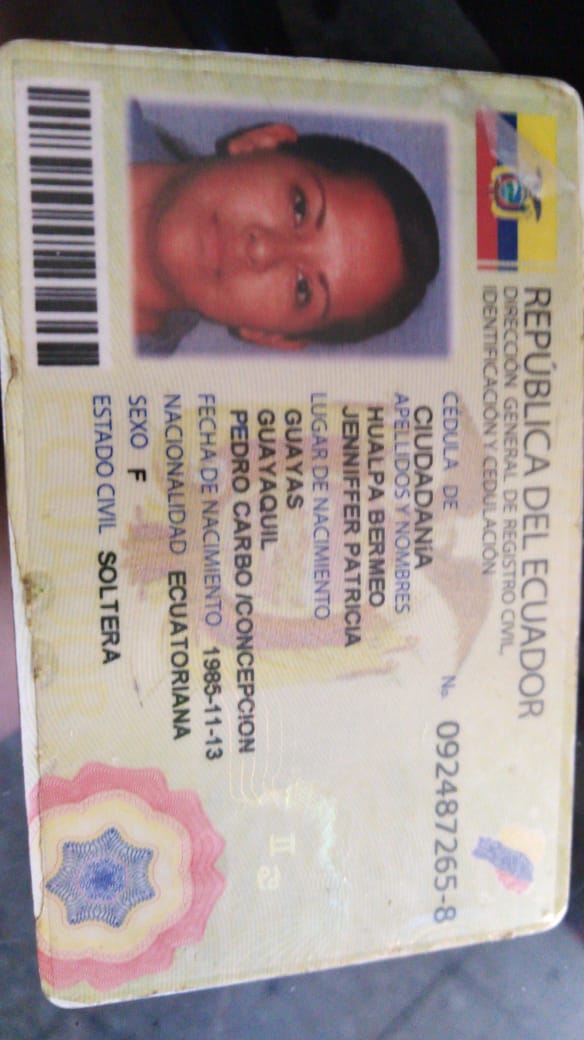 REPÚBLICA DEL ECUADOR
DIRECCIÓN GENERAL DE REGISTRO CIVIL,
IDENTIFICACIÓN Y CEDULACIÓN
CÉDULA DE No. 092487265-8
CIUDADANíA
APELLIDOS Y NOMBRES
HUALPA BERMEO
JENNIFFER PATRICIA
LUGAR DE NACIMIENTO
GUAYAS
GUAYAQUIL
PEDRO CARBO /CONCEPCION
FECHA DE NACIMIENTO 1985-11-13
NACIONALIDAD ECUATORIANA
SEXO F
ESTADO CIVIL SOLTERA